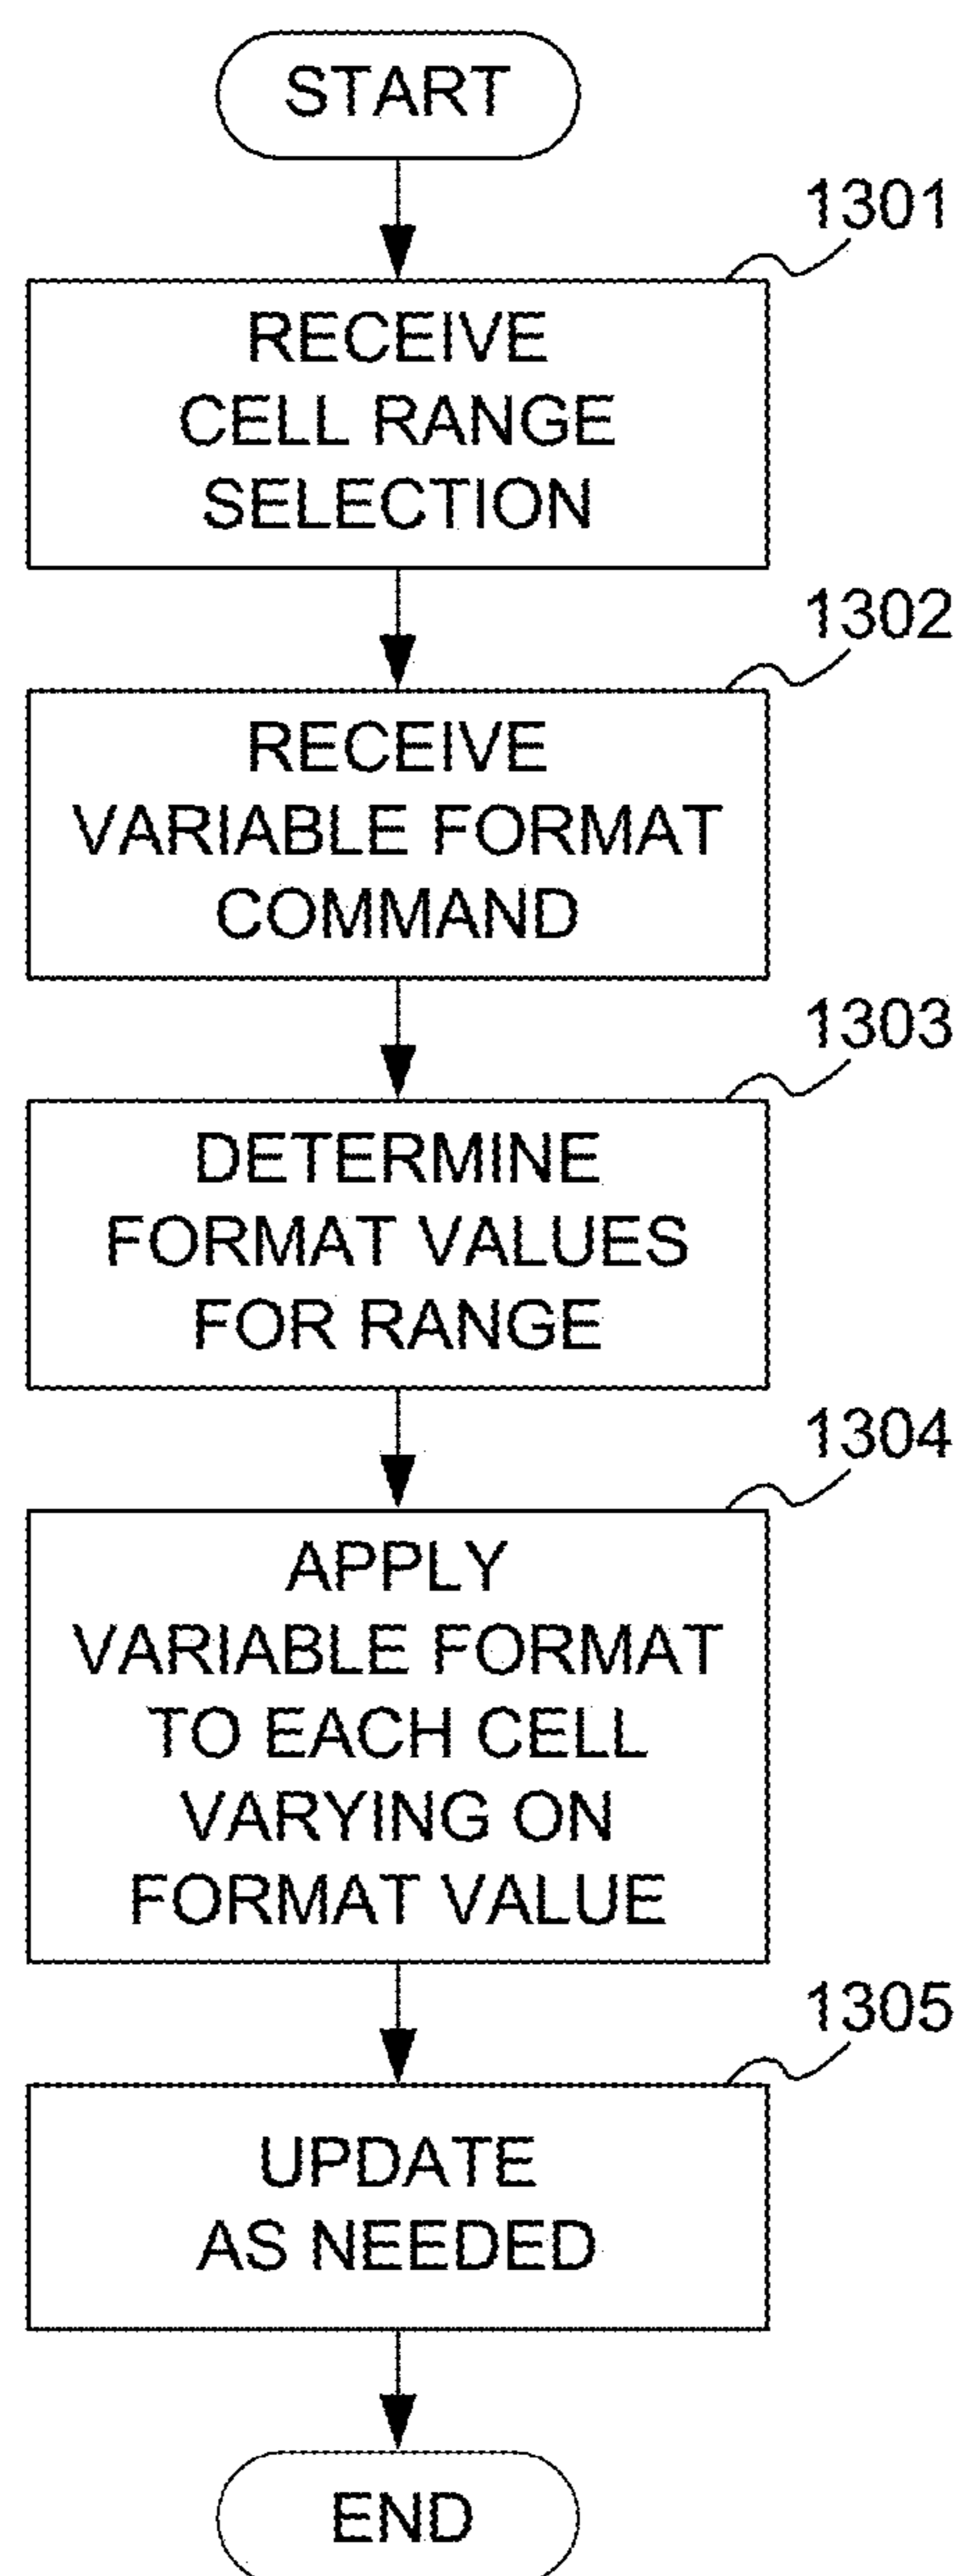 START
1301
RECEIVE
CELL RANGE
SELECTION
1302
RECEIVE
VARIABLE FORMAT
COMMAND
1303
DETERMINE
FORMAT VALUES
FOR RANGE
1304
APPLY
VARIABLE FORMAT
TO EACH CELL
VARYING ON
FORMAT VALUE
1305
UPDATE
AS NEEDED
END